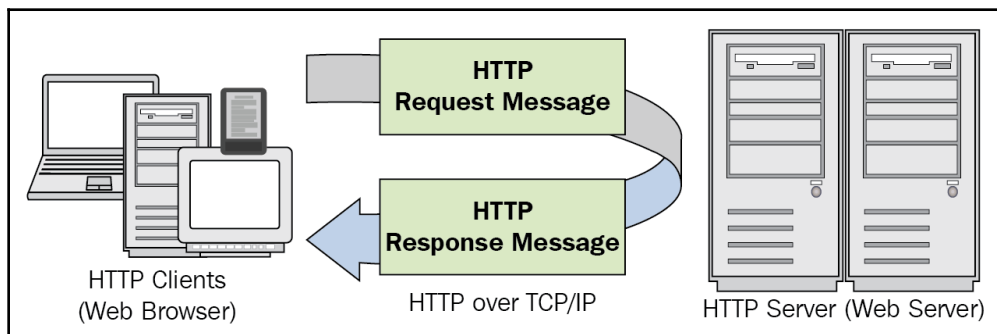 HTTP
Request Message
HTTP
Response Message
HTTP Clients
(Web Browser)
HTTP over TCP/IP
HTTP Server (Web Server)